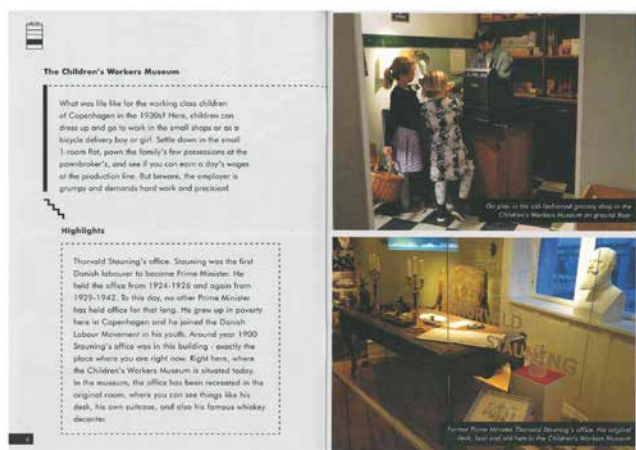 The Children's Workers Museum
What was life like for the working class children
of Copenhagen in the 1930s? Here, children can
dress up and go to work in the small shops or as a
bicycle delivery boy or girl. Settle down in the small
1-room flat, pawn the family's few possessions at the
pawnbroker's, and see if you can earn a day's wages
at the production line. But beware, the employer is
grumpy and demands hard work and precision!
Highlights
Thorvald Stauning's office. Stauning was the first
Danish labourer to become Prime Minister. He
held the office from 1924-1926 and again from
1929-1942. To this day, no other Prime Minister
has held office for that long. He grew up in poverty
here in Copenhagen and he joined the Danish
Labour Movement in his youth. Around year 1900
Stauning's office was in this building - exactly the
place where you are right now. Right here, where
the Children's Workers Museum is situated today.
In the museum, the office has been recreated in the
original room, where you can see things like his
desk, his own suitcase, and also his famous whiskey
decanter.
Go play in the old-fashioned grocery shop in the
Children's Workers Museum on ground floor
THORVALD
STAUNING
Former Prime Minister Thorvald Stauning's office. His original
desk, bust and old hats in the Children's Workers Museum